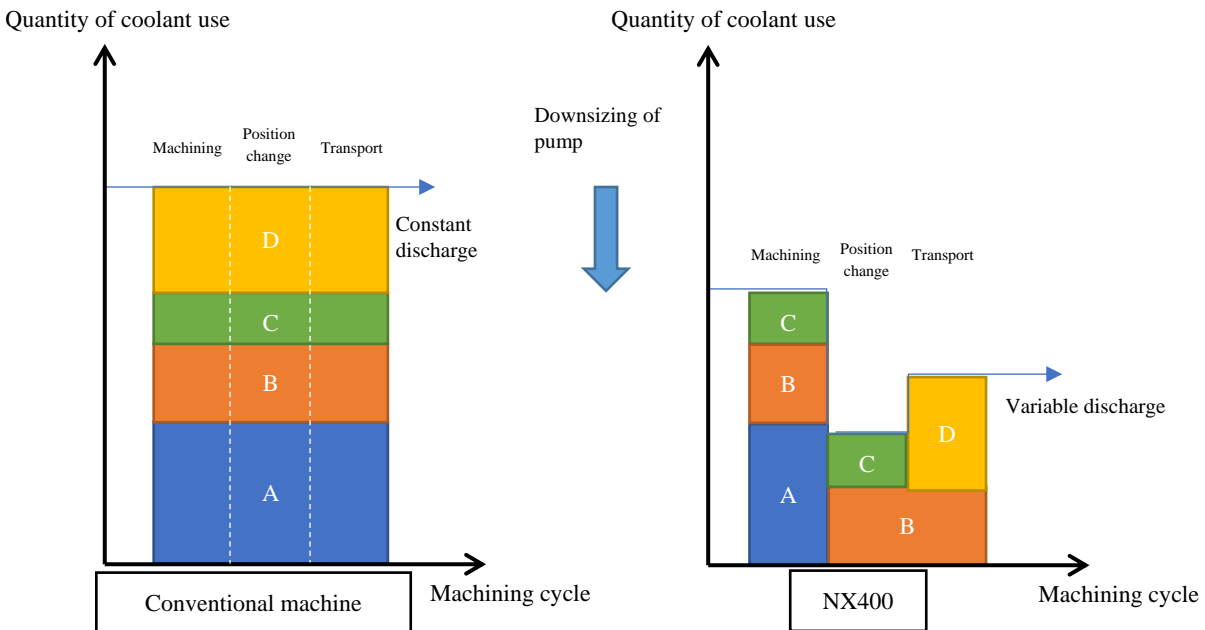 Quantity of coolant use
Machining
Position
change
Transport
D
C
B
A
Constant
discharge
Conventional machine
Machining cycle
Downsizing of
pump
Quantity of coolant use
Machining
Position
change
Transport
C
B
A
C
D
B
Variable discharge
NX400
Machining cycle